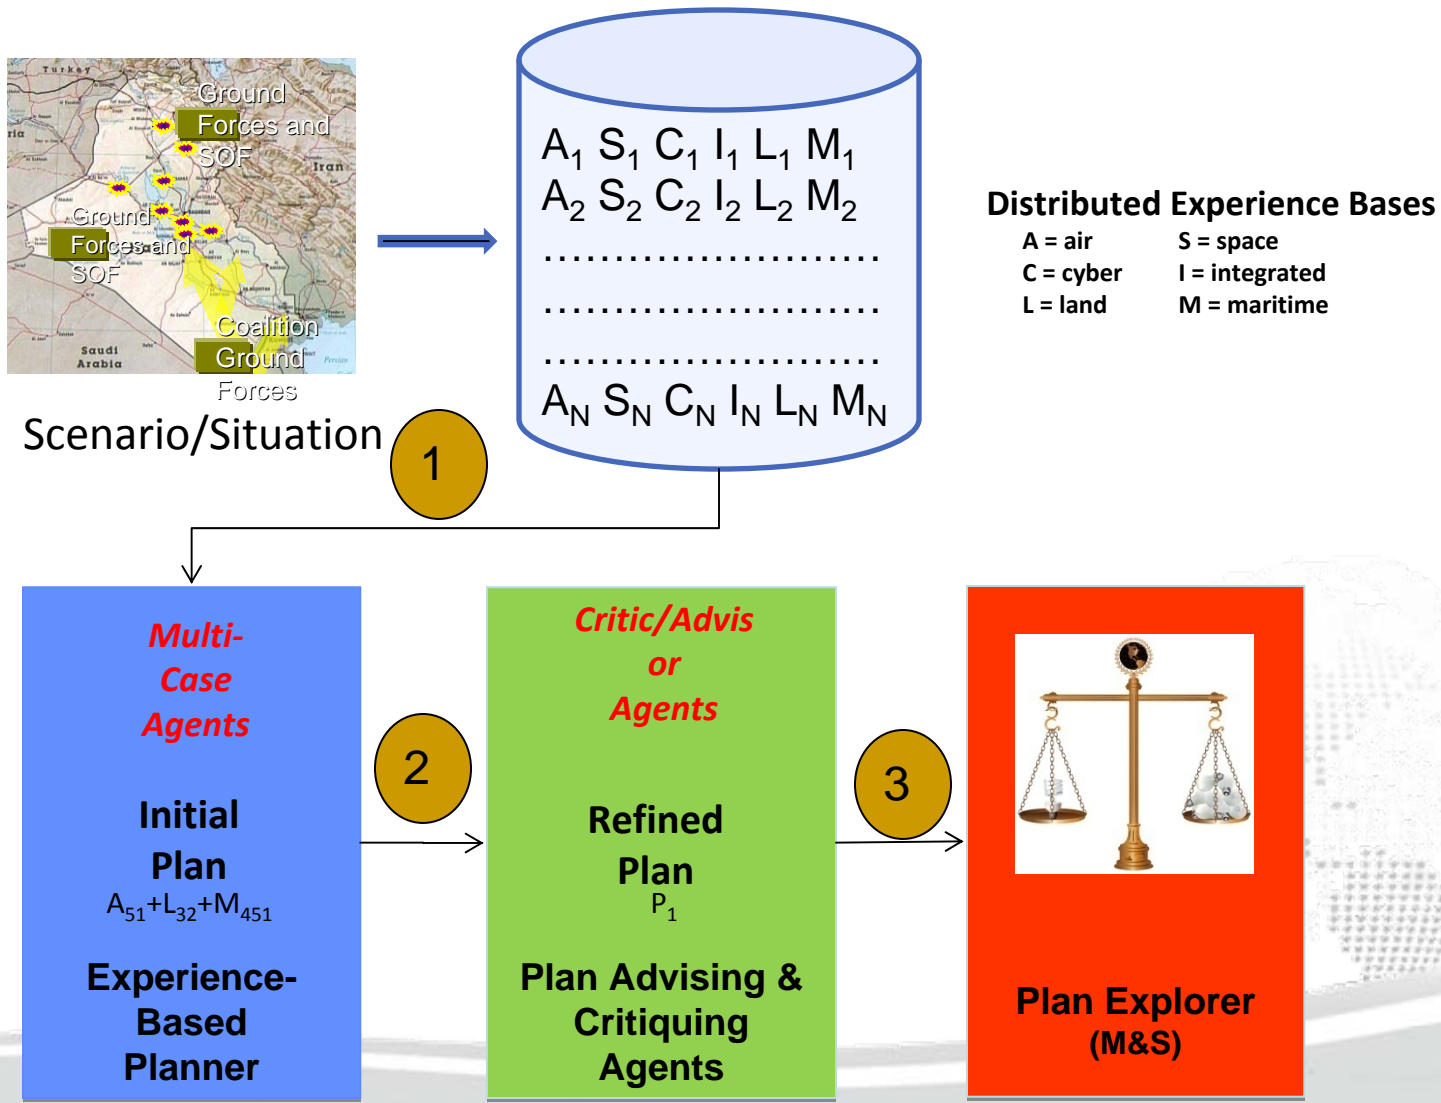 Turkey
Iran
Saudi
Arabia
Kuwait
Persian
BAGHDAD
Ground
Forces and
SOF
Ground
Forces and
SOF
Coalition
Ground
Forces
Scenario/Situation
A1 S1 C1 I1 L1 M1
A2 S2 C2 I2 L2 M2
........................
........................
........................
AN SN CN IN LN MN
Distributed Experience Bases
A = air S = space
C = cyber I = integrated
L = land M = maritime
1
Multi-
Case
Agents
Initial
Plan
A51+L32+M451
Experience-
Based
Planner
2
Critic/Advis
or
Agents
Refined
Plan
P1
Plan Advising &
Critiquing
Agents
3
Plan Explorer
(M&S)